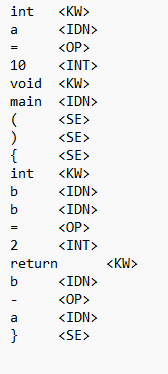 int <KW>
a <IDN>
= <OP>
10 <INT>
void <KW>
main <IDN>
( <SE>
) <SE>
{ <SE>
int <KW>
b <IDN>
b <IDN>
= <OP>
2 <INT>
return <KW>
b <IDN>
- <OP>
a <IDN>
} <SE>